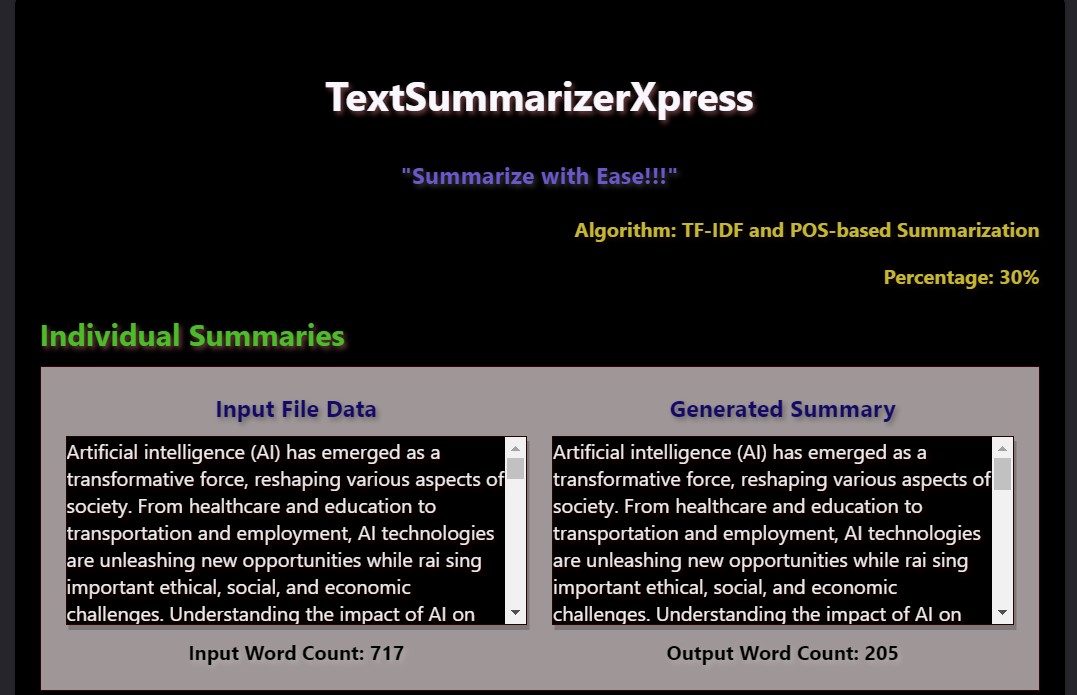 TextSummarizerXpress
"Summarize with Ease!!!"
Algorithm: TF-IDF and POS-based Summarization
Percentage: 30%
Individual Summaries
Input File Data
Artificial intelligence (AI) has emerged as a
transformative force, reshaping various aspects of
society. From healthcare and education to
transportation and employment, AI technologies
are unleashing new opportunities while rai sing
important ethical, social, and economic
challenges. Understanding the impact of AI on
Input Word Count: 717
Generated Summary
Artificial intelligence (AI) has emerged as a
transformative force, reshaping various aspects of
society. From healthcare and education to
transportation and employment, AI technologies
are unleashing new opportunities while rai sing
important ethical, social, and economic
challenges. Understanding the impact of AI on
Output Word Count: 205